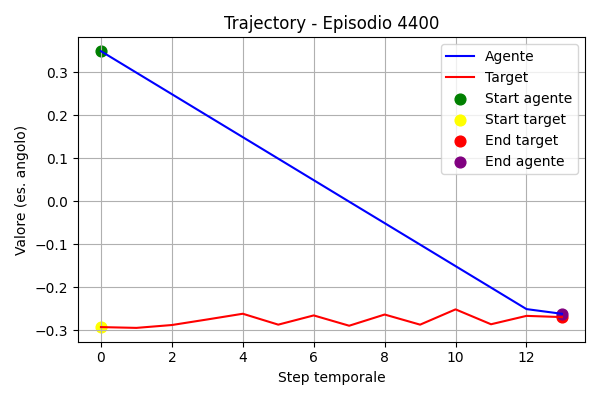 Trajectory - Episodio 4400
Valore (es. angolo)
0.3
0.2
0.1
0.0
−0.1
−0.2
−0.3
0 2 4 6 8 10 12
Step temporale
Agente
Target
Start agente
Start target
End target
End agente